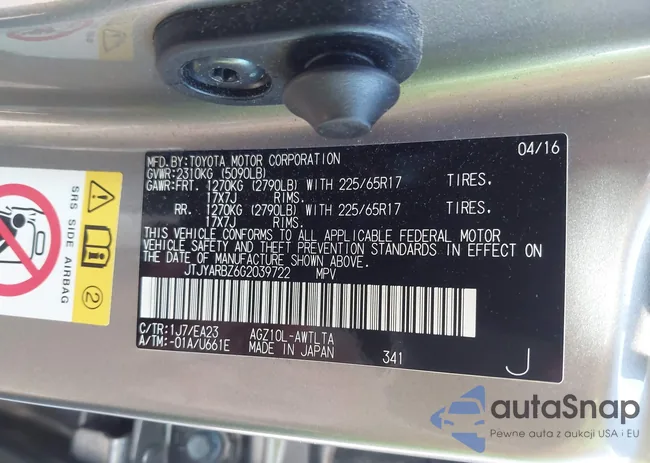 MFD.BY:TOYOTA MOTOR CORPORATION 04/16
GVWR:2310KG (5090LB)
GAWR:FRT. 1270KG (2790LB) WITH 225/65R17 TIRES.
17X7J RIMS.
RR. 1270KG (2790LB) WITH 225/65R17 TIRES.
17X7J RIMS.
THIS VEHICLE CONFORMS TO ALL APPLICABLE FEDERAL MOTOR
VEHICLE SAFETY AND THEFT PREVENTION STANDARDS IN EFFECT ON
THE DATE OF MANUFACTURE SHOWN ABOVE.
JTJYARBZ6G2039722 MPV
C/TR:1J7/EA23 AGZ10L-AWTLTA
A/TM:-01A/U661E MADE IN JAPAN 341
J
SRS SIDE AIRBAG
2
autaSnap
Pewne auta z aukcji USA i EU